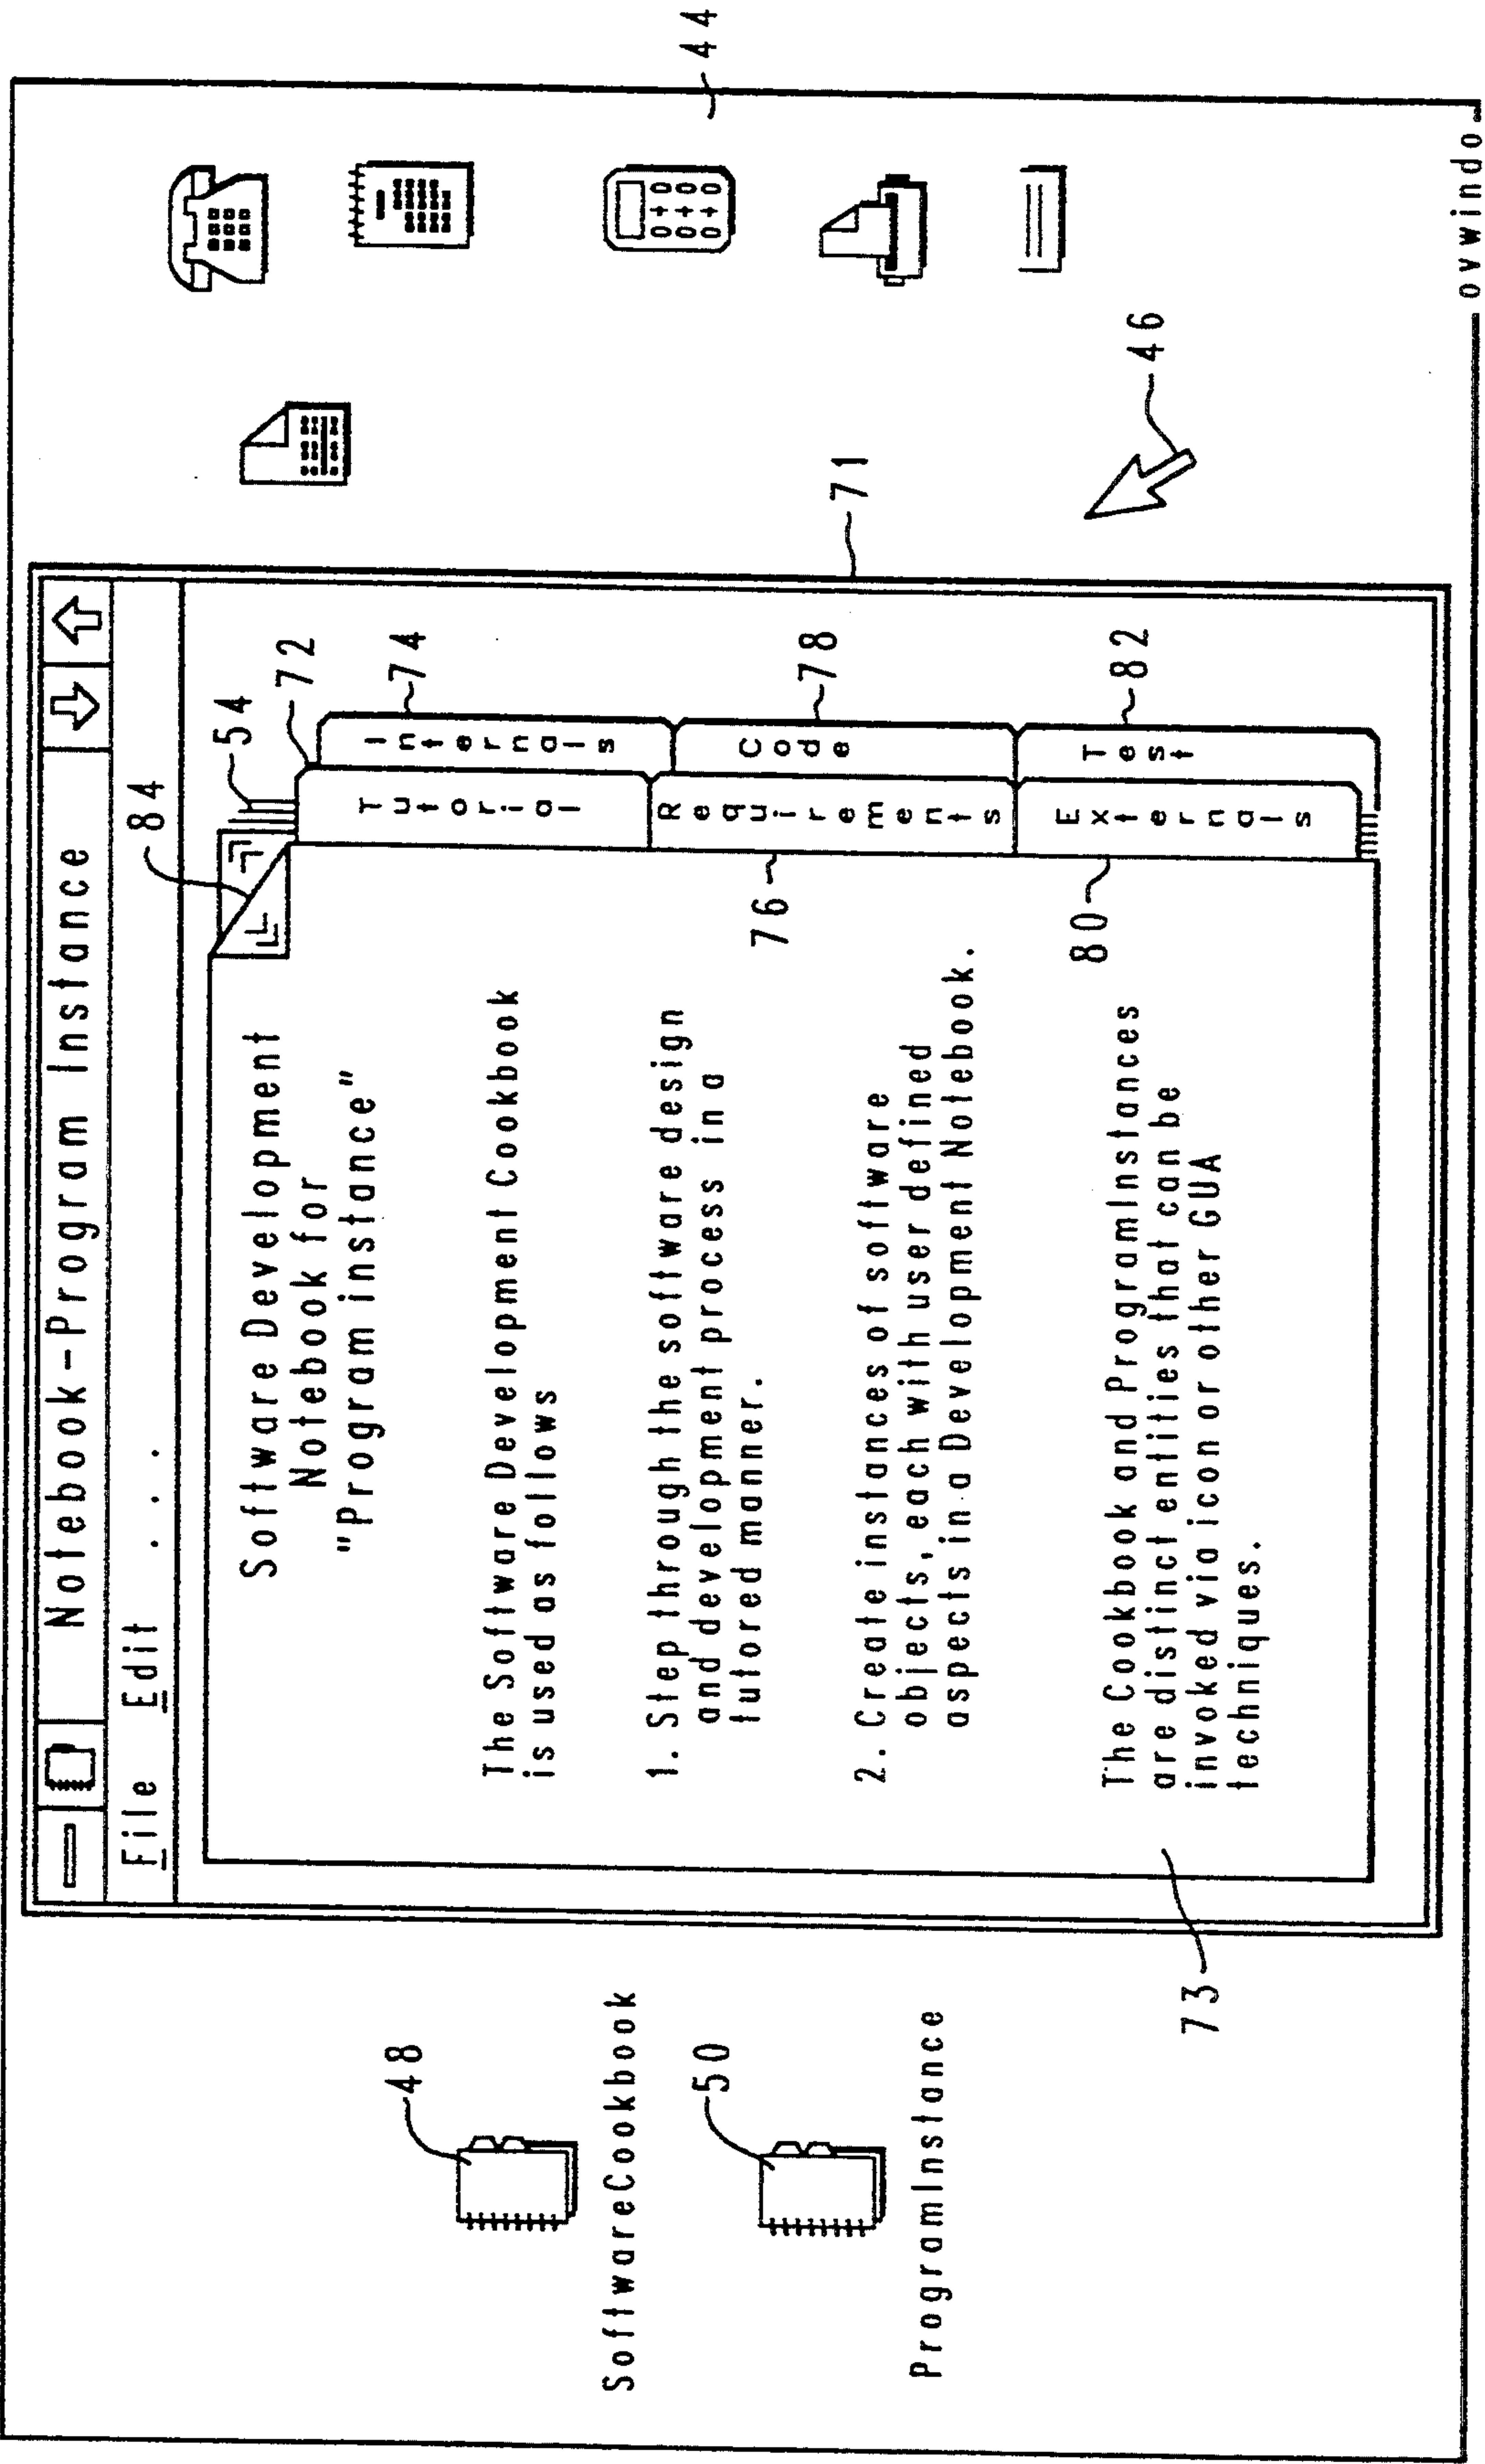 44
Notebook-Program Instance
File Edit ...
84
54
72
74
Software Development
Notebook for
"Program instance"
Tutorial
Internals
48
The Software Development Cookbook
is used as follows
SoftwareCookbook
1. Step through the software design
and development process in a
tutored manner.
Requirements
Code
76
78
71
50
2. Create instances of software
objects, each with user defined
aspects in a Development Notebook.
ProgramInstance
Externals
Test
80
82
46
The Cookbook and ProgramInstances
are distinct entities that can be
invoked via icon or other GUA
techniques.
73
ovwindo